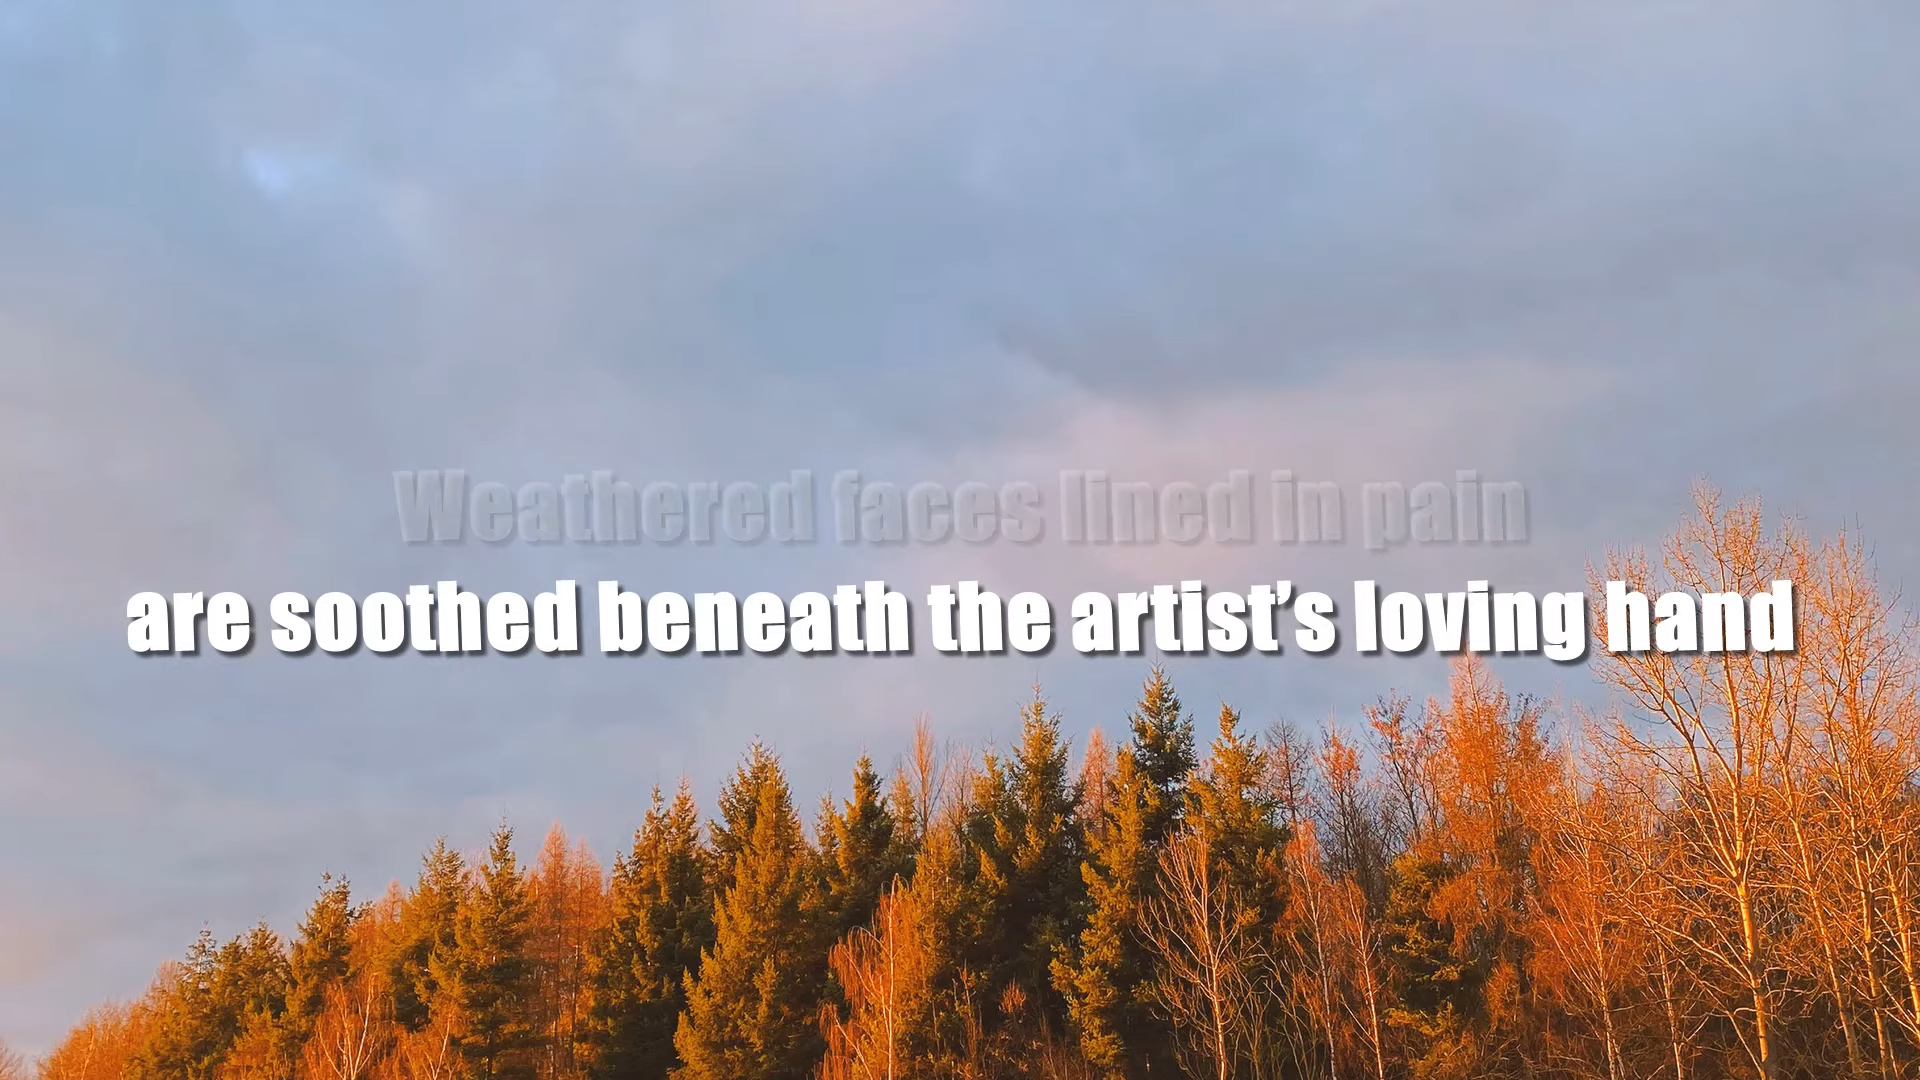 Weathered faces lined in pain
are soothed beneath the artist’s loving hand